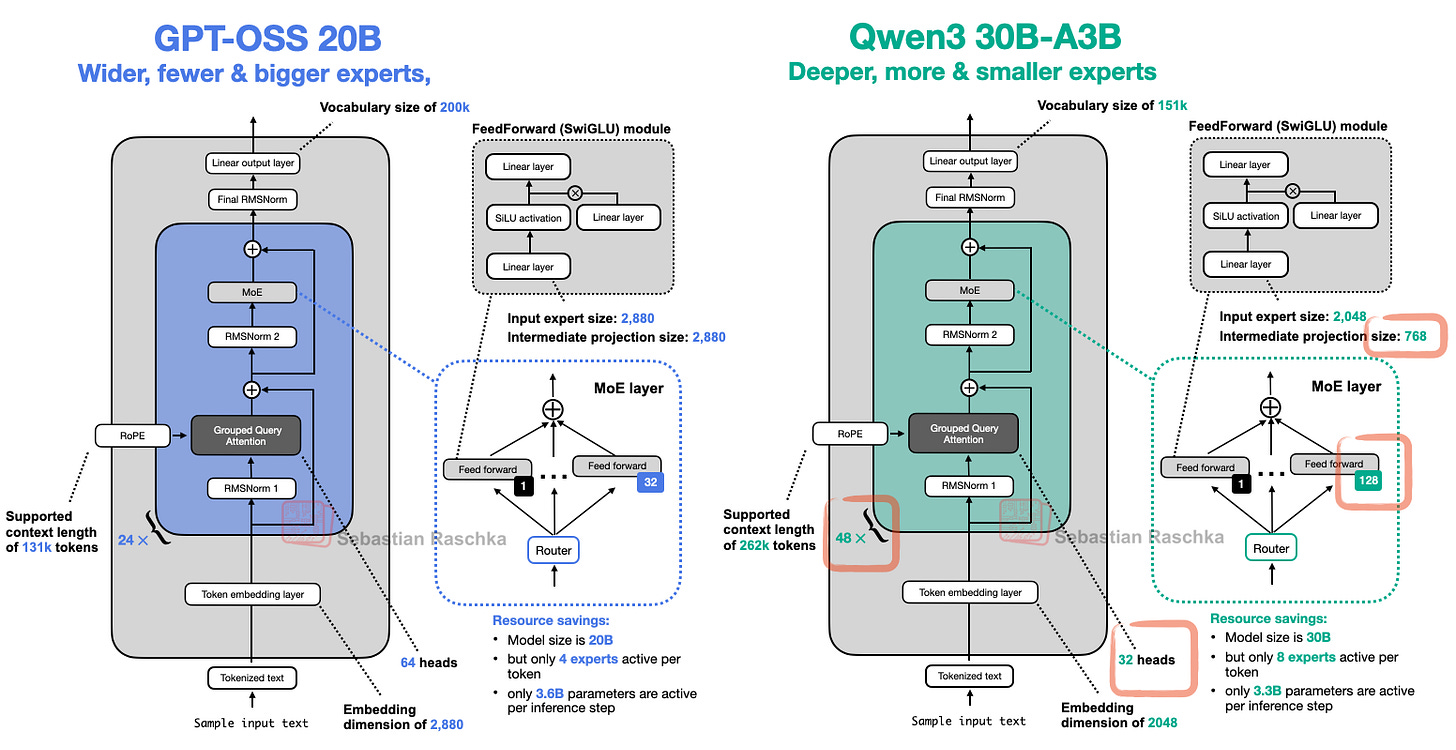 GPT-OSS 20B
Wider, fewer & bigger experts,
Vocabulary size of 200k
FeedForward (SwiGLU) module
Linear layer
SiLU activation
Linear layer
Linear layer
Input expert size: 2,880
Intermediate projection size: 2,880
Linear output layer
Final RMSNorm
MoE
RMSNorm 2
Grouped Query
Attention
RoPE
RMSNorm 1
Supported
context length
of 131k tokens
24 ×
Sebastian Raschka
Token embedding layer
Tokenized text
Sample input text
MoE layer
Feed forward
1
...
Feed forward
32
Router
64 heads
Embedding
dimension of 2,880
Resource savings:
• Model size is 20B
• but only 4 experts active per
token
• only 3.6B parameters are active
per inference step
Qwen3 30B-A3B
Deeper, more & smaller experts
Vocabulary size of 151k
FeedForward (SwiGLU) module
Linear layer
SiLU activation
Linear layer
Linear layer
Input expert size: 2,048
Intermediate projection size: 768
Linear output layer
Final RMSNorm
MoE
RMSNorm 2
Grouped Query
Attention
RoPE
RMSNorm 1
Supported
context length
of 262k tokens
48 ×
Sebastian Raschka
Token embedding layer
Tokenized text
Sample input text
MoE layer
Feed forward
1
...
Feed forward
128
Router
32 heads
Embedding
dimension of 2048
Resource savings:
• Model size is 30B
• but only 8 experts active per
token
• only 3.3B parameters are active
per inference step